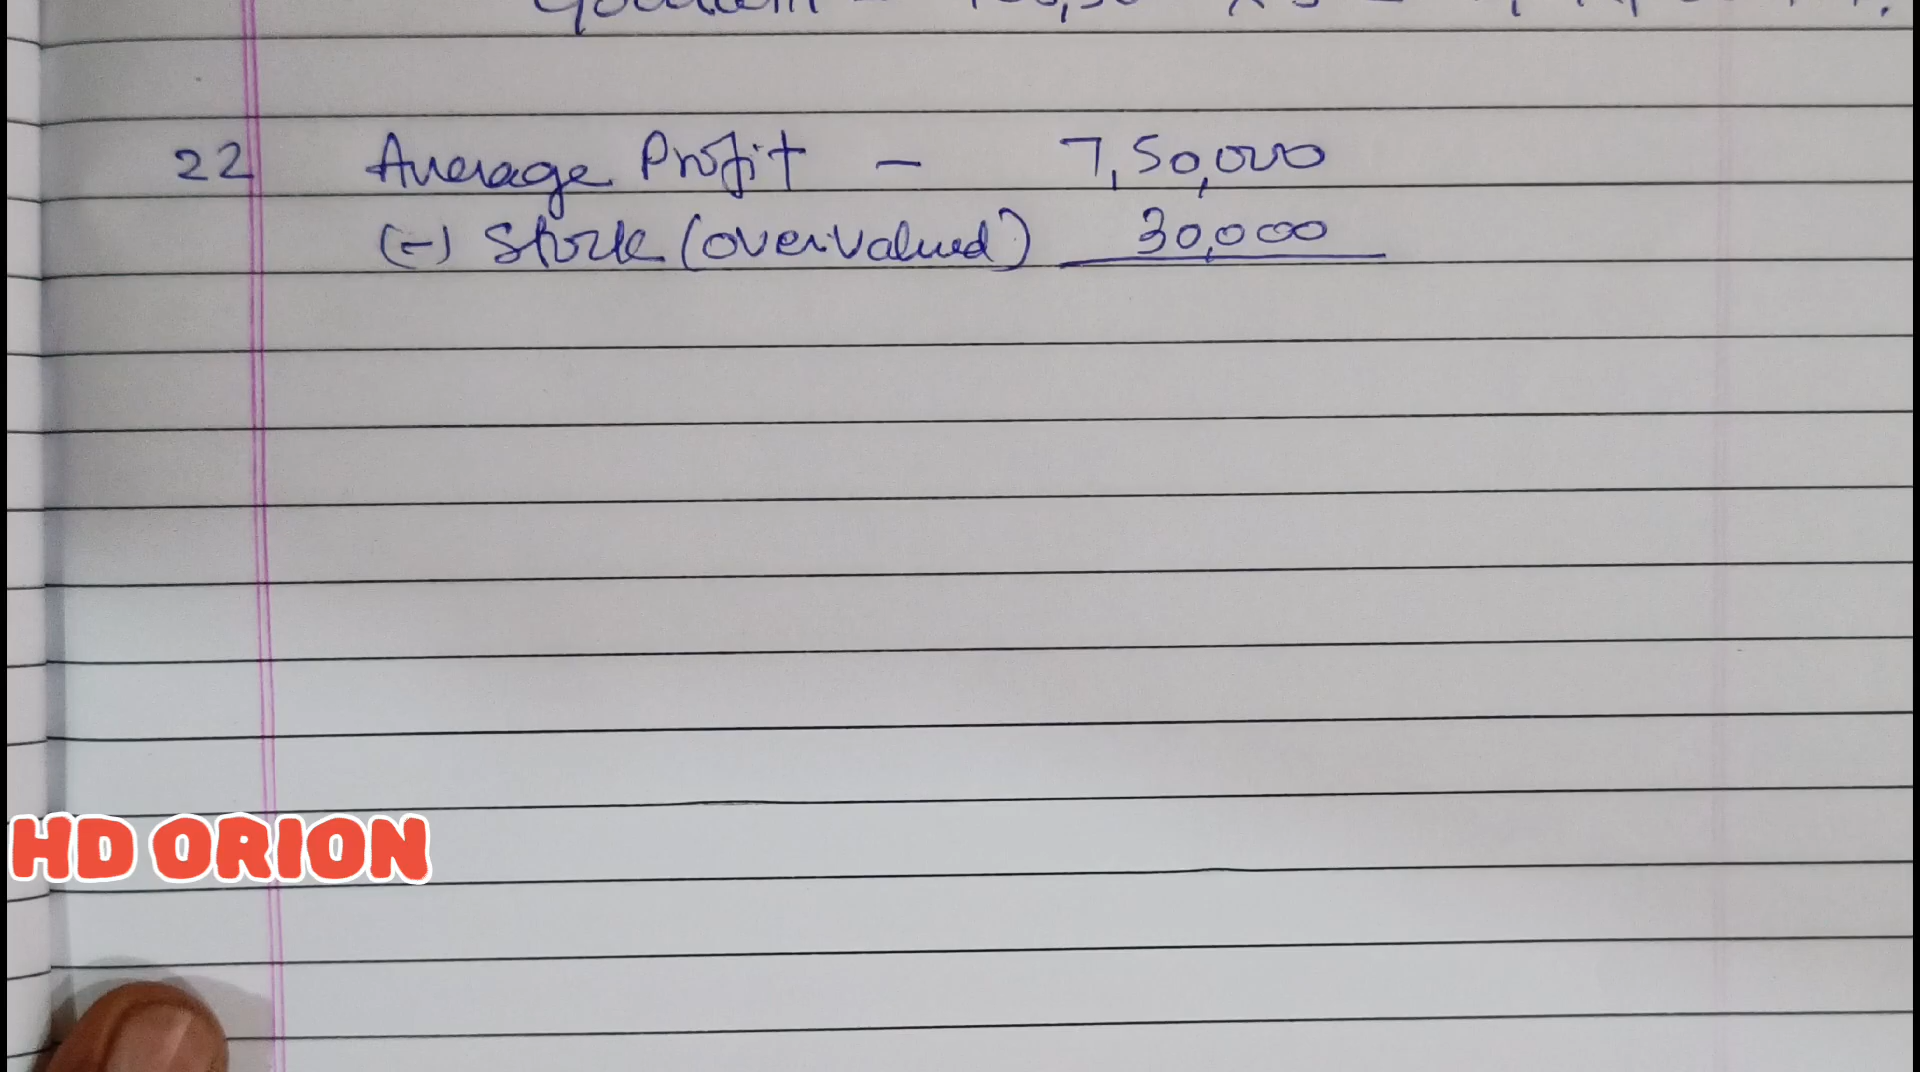 22 Average Profit - 7,50,000
(-) Stock (overvalued) 30,000
HD ORION